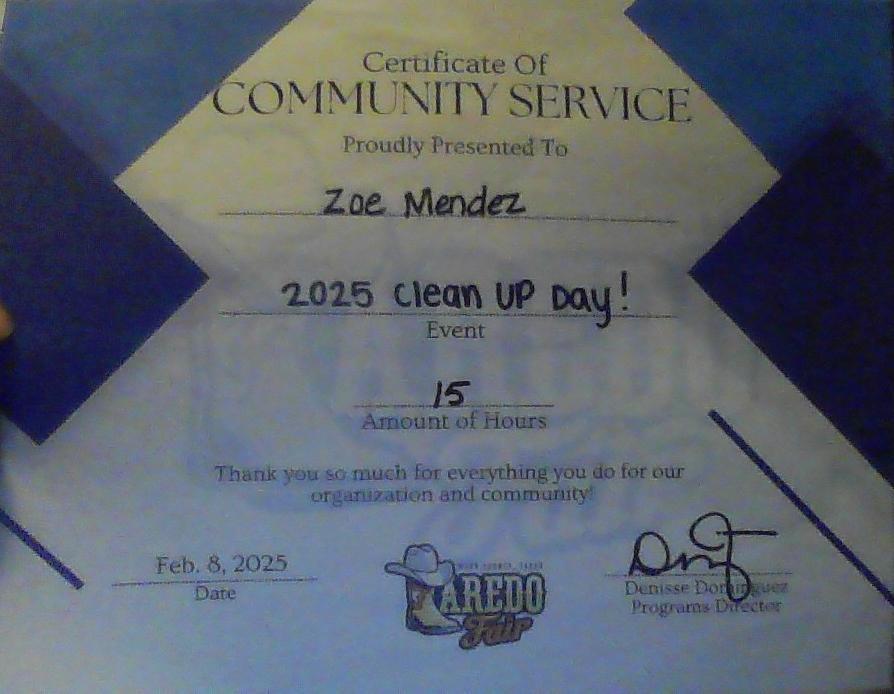 Certificate Of
COMMUNITY SERVICE
Proudly Presented To
Zoe Mendez
2025 Clean UP Day!
Event
15
Amount of Hours
Thank you so much for everything you do for our
organization and community!
Feb. 8, 2025
Date
LAREDO
Fair
Denisse Dominguez
Programs Director